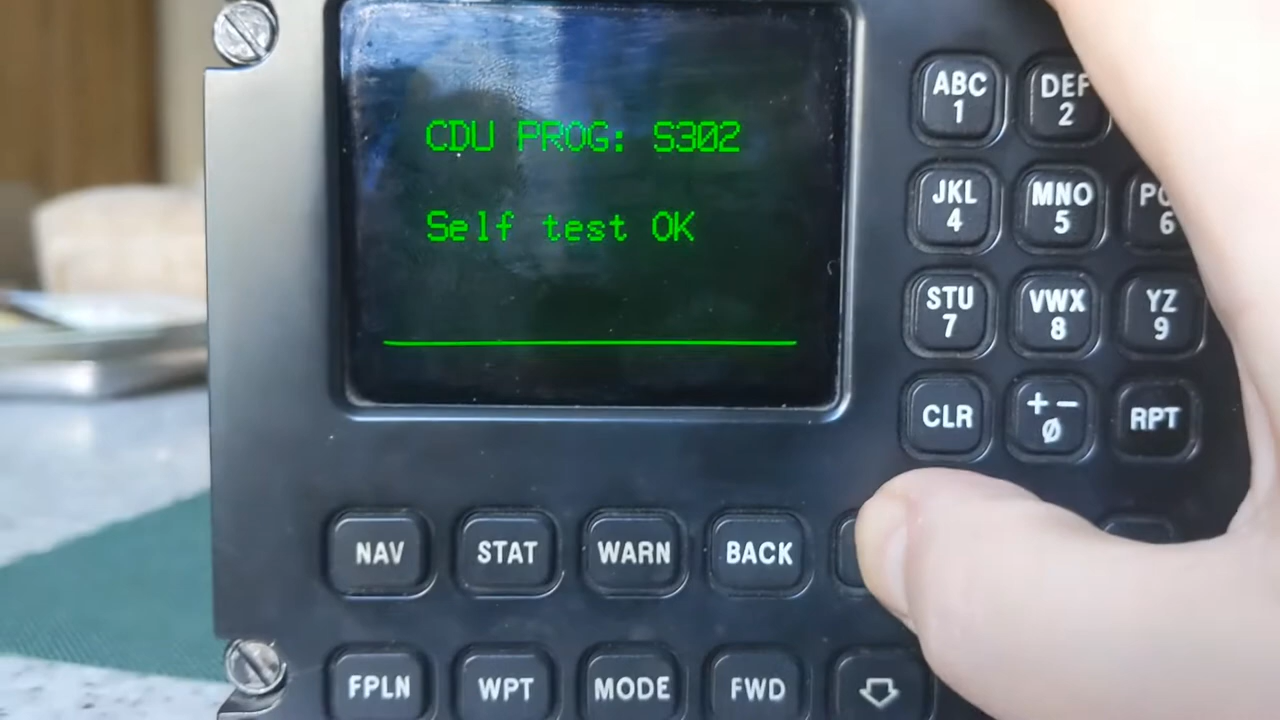 CDU PROG: S302
Self test OK
ABC
1
DEF
2
JKL
4
MNO
5
6
STU
7
VWX
8
YZ
9
CLR
+ -
Ø
RPT
NAV
STAT
WARN
BACK
FPLN
WPT
MODE
FWD